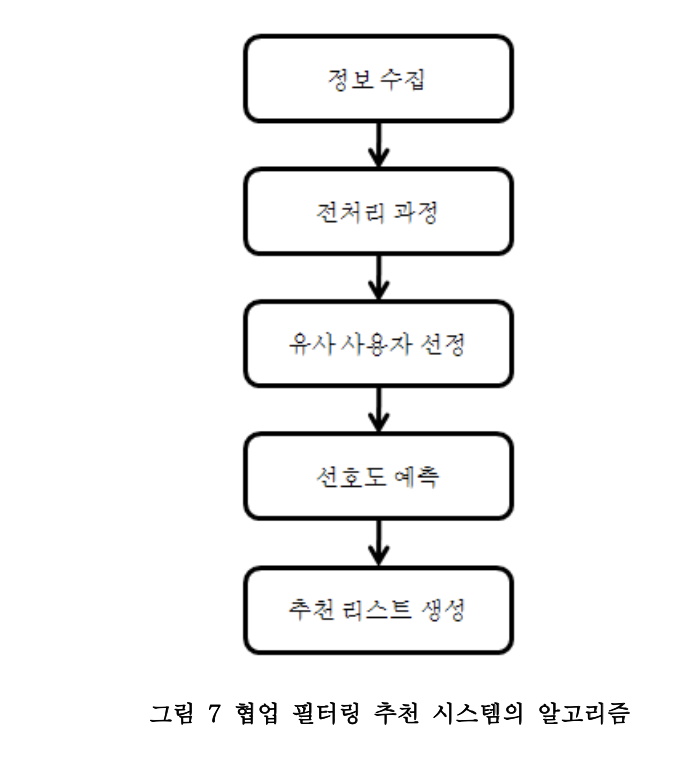 정보 수집
전처리 과정
유사 사용자 선정
선호도 예측
추천 리스트 생성
그림 7 협업 필터링 추천 시스템의 알고리즘